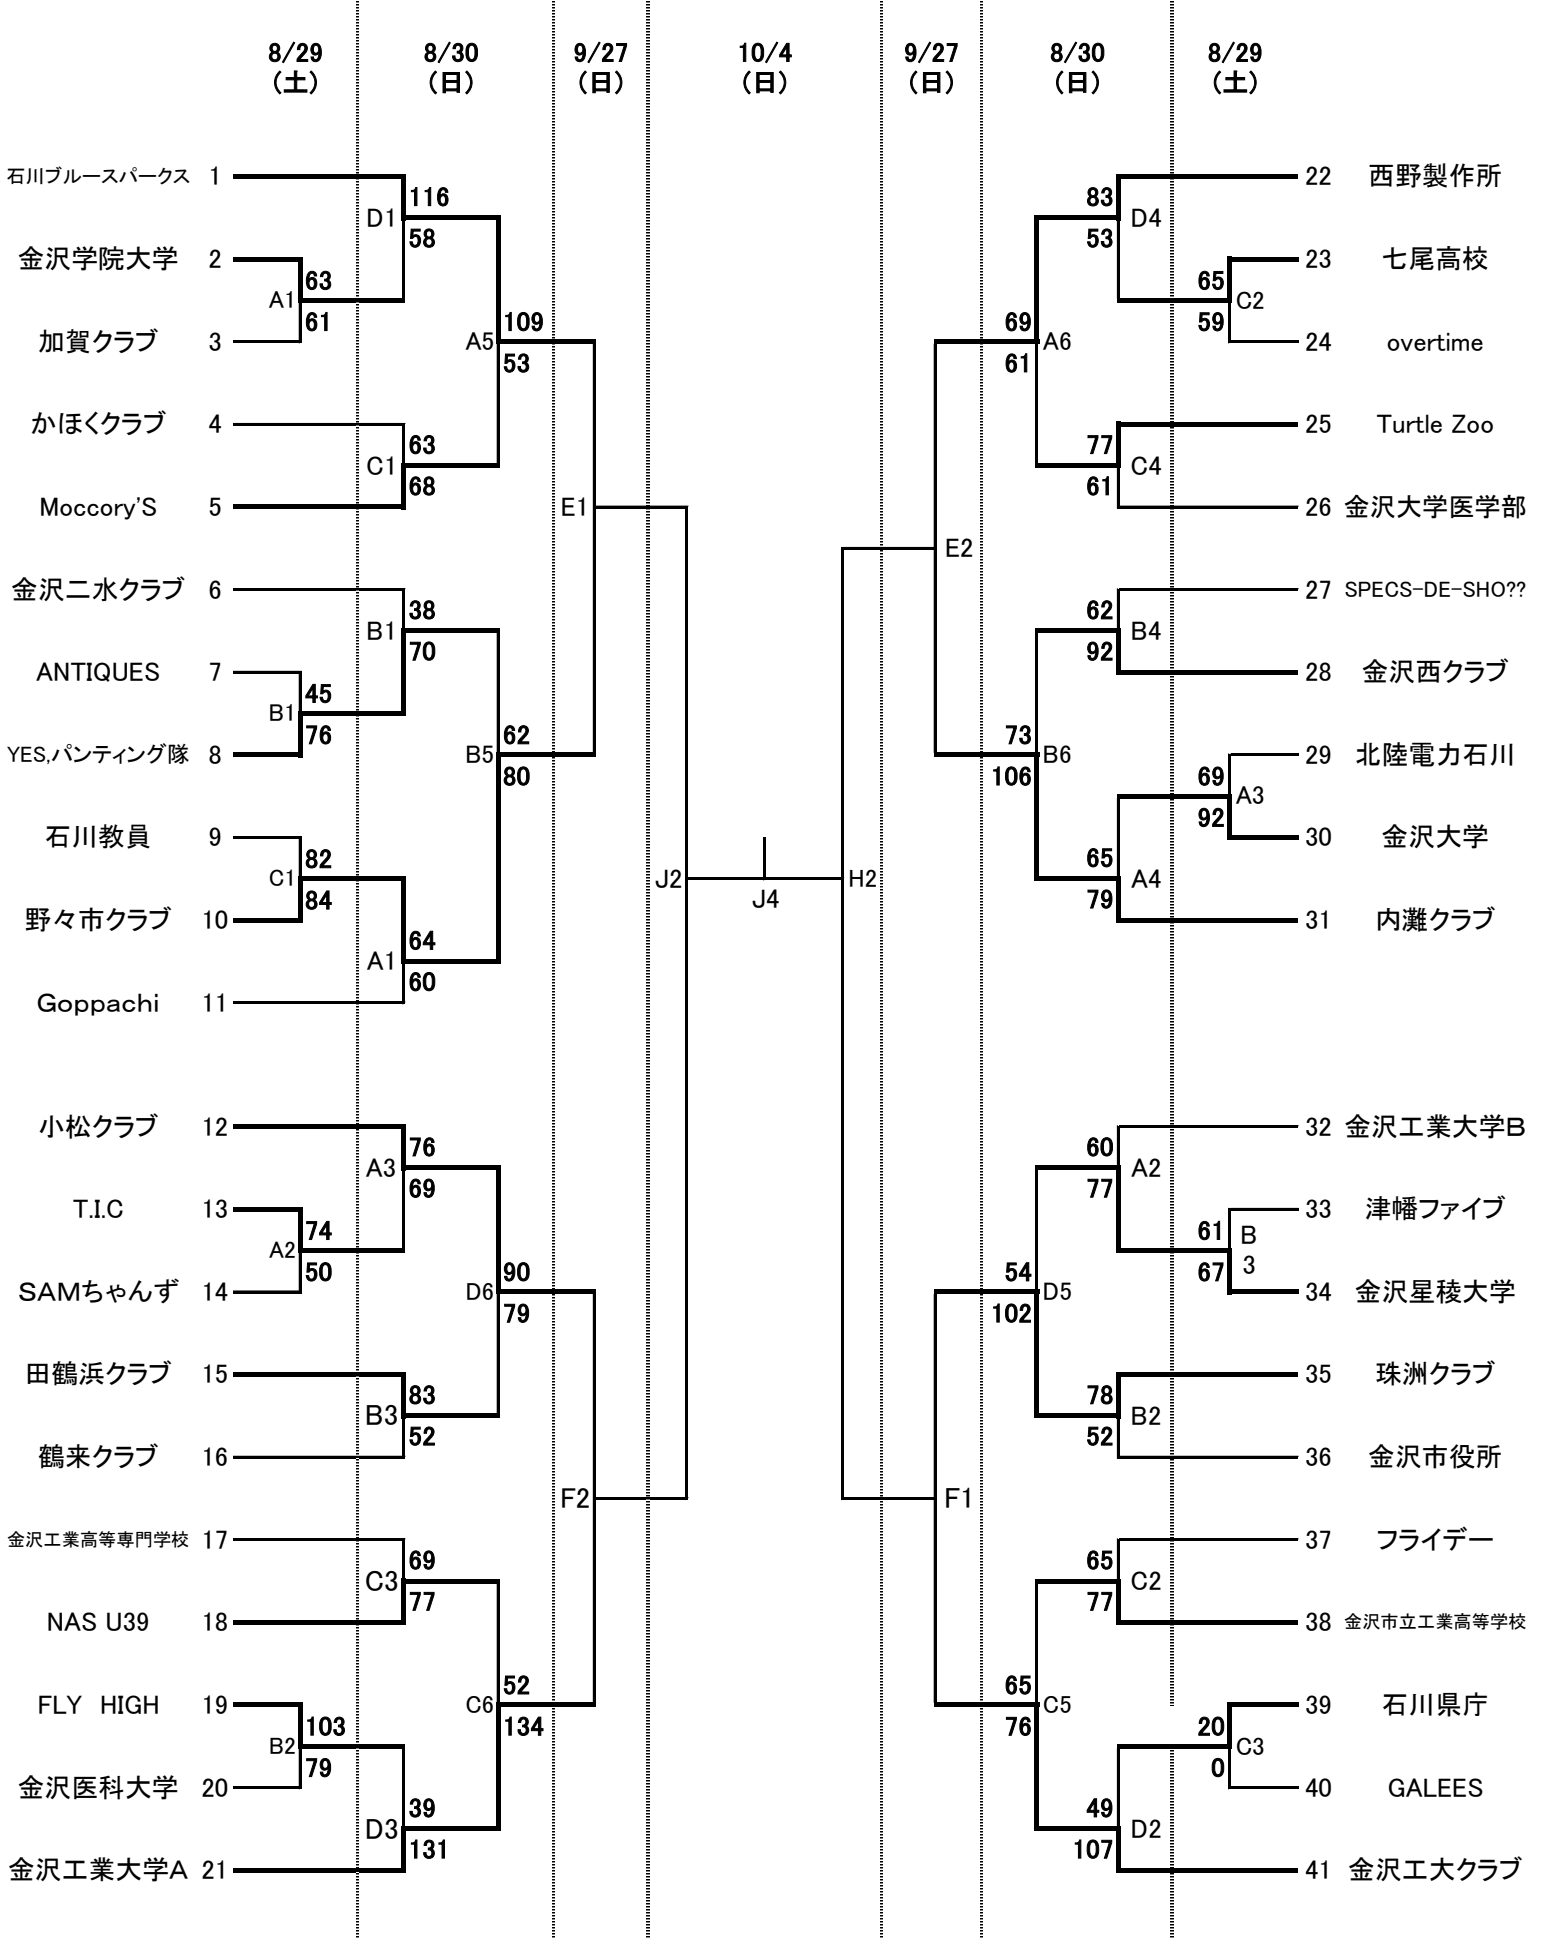 8/29 8/30 9/27 10/4 9/27 8/30 8/29
(土) (日) (日) (日) (日) (日) (土)
石川ブルースパークス 1 22 西野製作所
116 83
D1 D4
58 53
金沢学院大学 2 23 七尾高校
63 65
A1 C2
61 59
109 69
加賀クラブ 3 A5 A6 24 overtime
53 61
かほくクラブ 4 25 Turtle Zoo
63 77
C1 C4
68 61
Moccory'S 5 E1 26 金沢大学医学部
E2
金沢二水クラブ 6 27 SPECS-DE-SHO??
38 62
B1 B4
70 92
ANTIQUES 7 28 金沢西クラブ
45
B1
76 62 73
YES,パンティング隊 8 B5 B6 29 北陸電力石川
80 106 69
A3
92
石川教員 9 30 金沢大学
82 65
C1 J2 J4 H2 A4
84 79
野々市クラブ 10 31 内灘クラブ
64
A1
60
Goppachi 11
小松クラブ 12 32 金沢工業大学B
76 60
A3 A2
69 77
T.I.C 13 33 津幡ファイブ
74 61 B
A2 3
50 90 54 67
SAMちゃんず 14 D6 D5 34 金沢星稜大学
79 102
田鶴浜クラブ 15 35 珠洲クラブ
83 78
B3 B2
52 52
鶴来クラブ 16 36 金沢市役所
F2 F1
金沢工業高等専門学校 17 37 フライデー
69 65
C3 C2
77 77
NAS U39 18 38 金沢市立工業高等学校
52 65
FLY HIGH 19 C6 C5 39 石川県庁
103 134 76 20
B2 C3
79 0
金沢医科大学 20 40 GALEES
39 49
D3 D2
131 107
金沢工業大学A 21 41 金沢工大クラブ